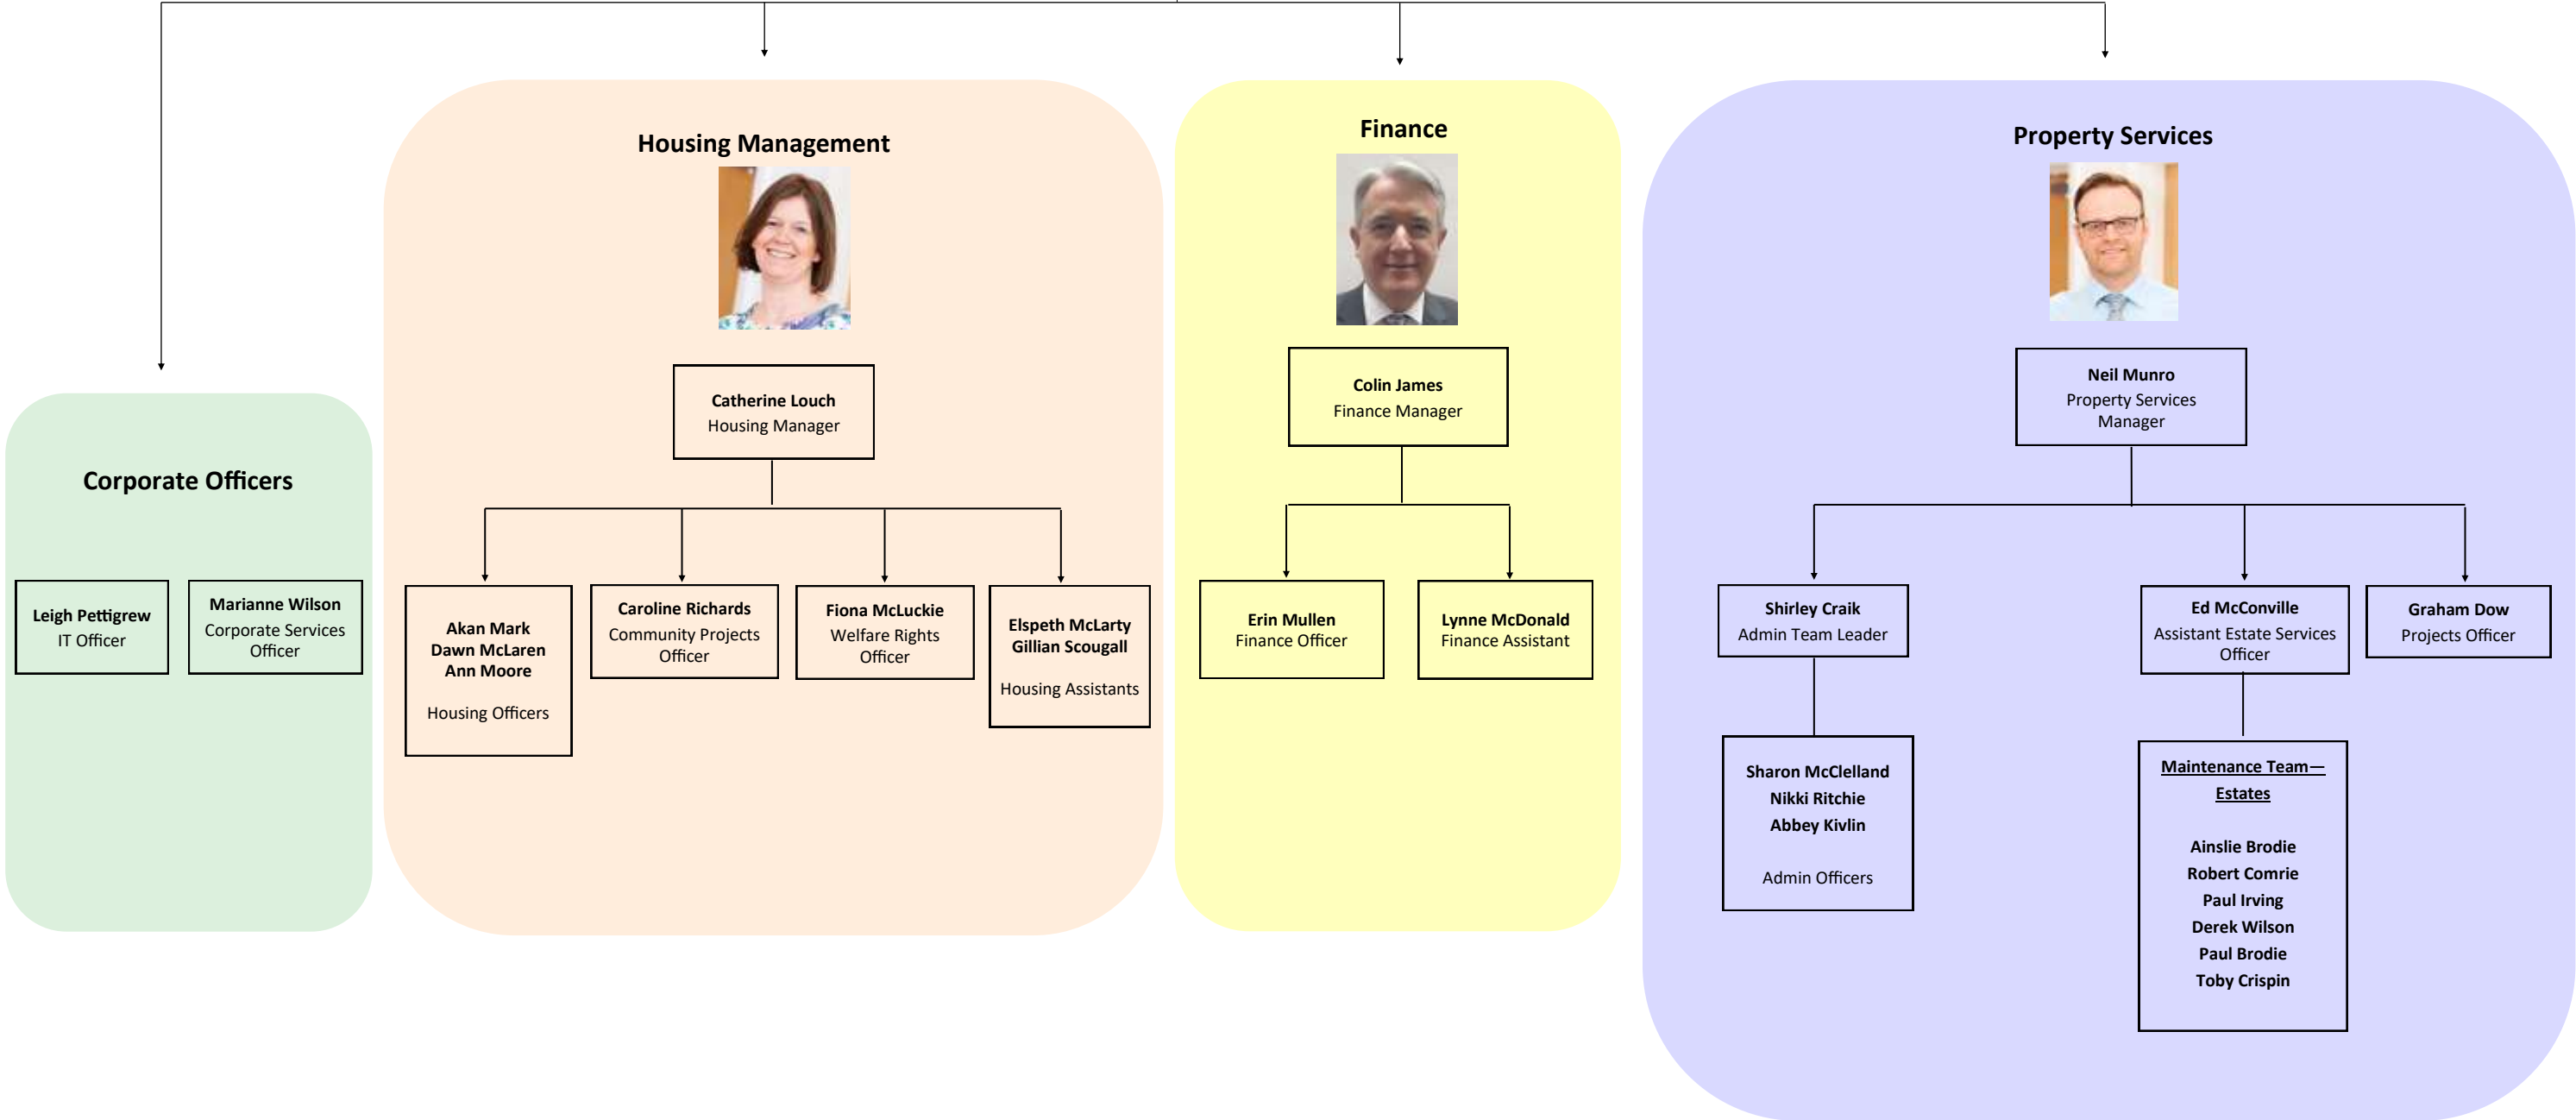 Corporate Officers
Leigh Pettigrew
IT Officer
Marianne Wilson
Corporate Services
Officer
Housing Management
Catherine Louch
Housing Manager
Akan Mark
Dawn McLaren
Ann Moore
Housing Officers
Caroline Richards
Community Projects
Officer
Fiona McLuckie
Welfare Rights
Officer
Elspeth McLarty
Gillian Scougall
Housing Assistants
Finance
Colin James
Finance Manager
Erin Mullen
Finance Officer
Lynne McDonald
Finance Assistant
Property Services
Neil Munro
Property Services
Manager
Shirley Craik
Admin Team Leader
Sharon McClelland
Nikki Ritchie
Abbey Kivlin
Admin Officers
Ed McConville
Assistant Estate Services
Officer
Maintenance Team—
Estates
Ainslie Brodie
Robert Comrie
Paul Irving
Derek Wilson
Paul Brodie
Toby Crispin
Graham Dow
Projects Officer